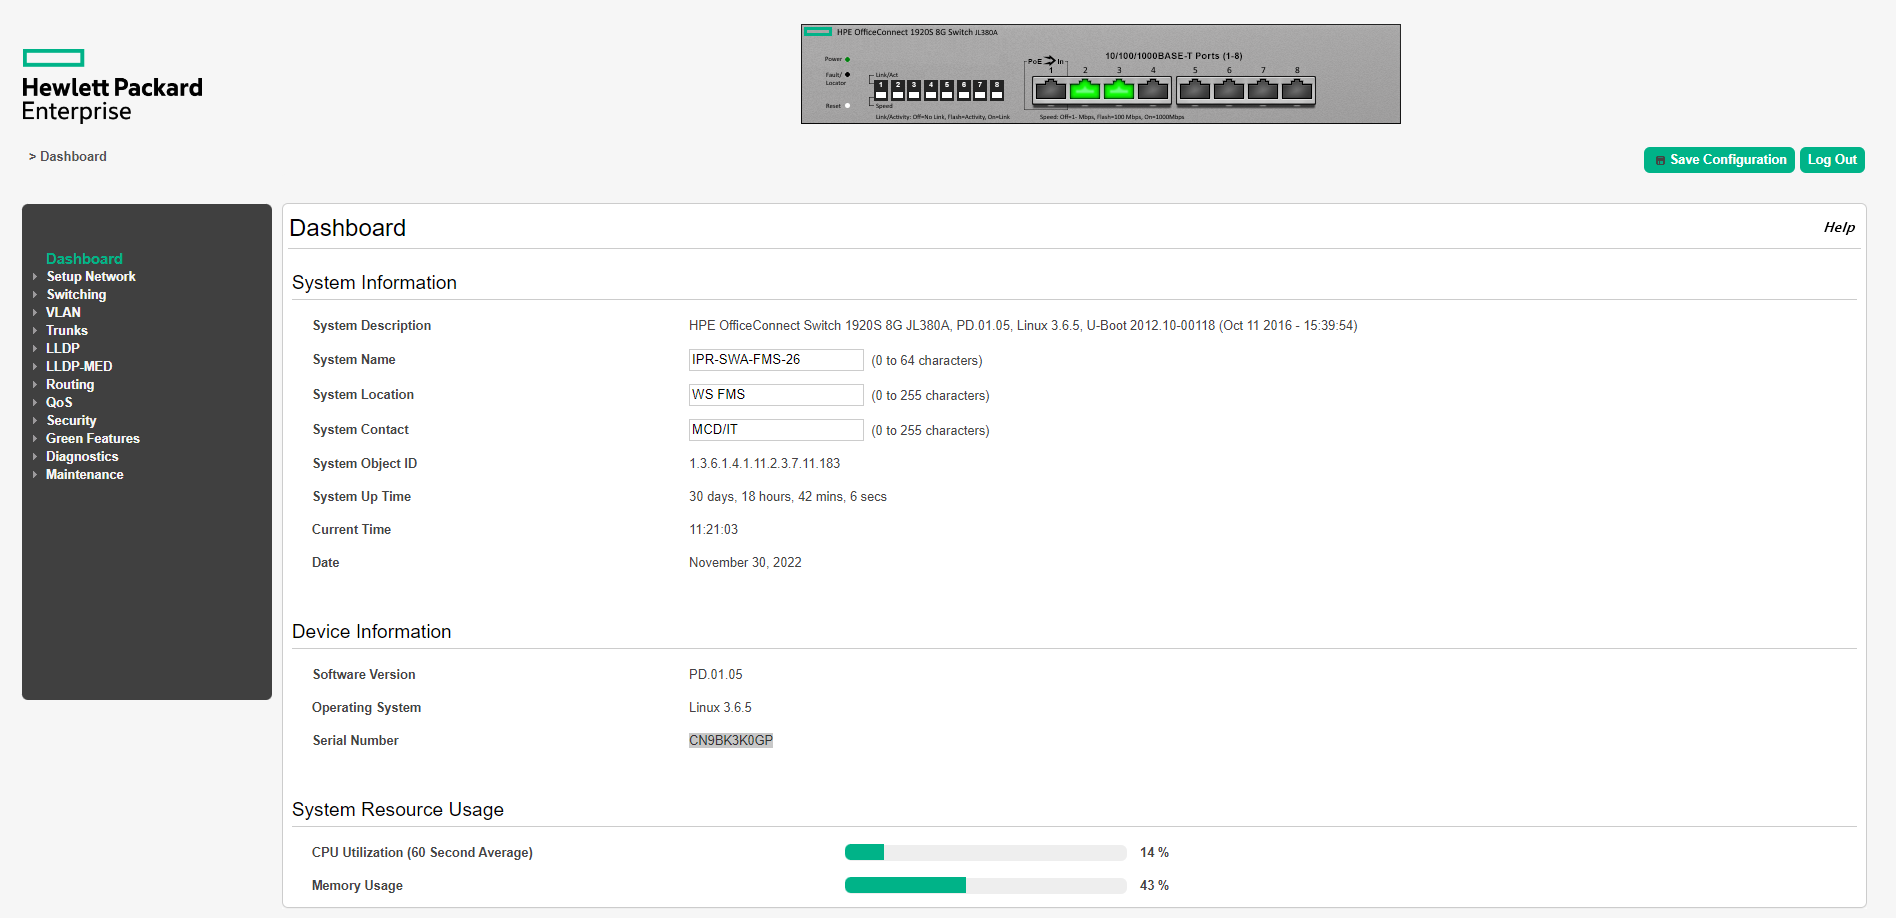 HPE OfficeConnect 1920S 8G Switch JL380A
Power
Fault/
Locator
Reset
Link/Act
1 2 3 4 5 6 7 8
Speed
PoE In
10/100/1000BASE-T Ports (1-8)
1 2 3 4 5 6 7 8
Link/Activity: Off=No Link, Flash=Activity, On=Link
Speed: Off=1- Mbps, Flash=100 Mbps, On=1000Mbps
Hewlett Packard
Enterprise
> Dashboard
Save Configuration
Log Out
Dashboard
Setup Network
Switching
VLAN
Trunks
LLDP
LLDP-MED
Routing
QoS
Security
Green Features
Diagnostics
Maintenance
Dashboard
Help
System Information
System Description HPE OfficeConnect Switch 1920S 8G JL380A, PD.01.05, Linux 3.6.5, U-Boot 2012.10-00118 (Oct 11 2016 - 15:39:54)
System Name IPR-SWA-FMS-26 (0 to 64 characters)
System Location WS FMS (0 to 255 characters)
System Contact MCD/IT (0 to 255 characters)
System Object ID 1.3.6.1.4.1.11.2.3.7.11.183
System Up Time 30 days, 18 hours, 42 mins, 6 secs
Current Time 11:21:03
Date November 30, 2022
Device Information
Software Version PD.01.05
Operating System Linux 3.6.5
Serial Number CN9BK3K0GP
System Resource Usage
CPU Utilization (60 Second Average) 14 %
Memory Usage 43 %